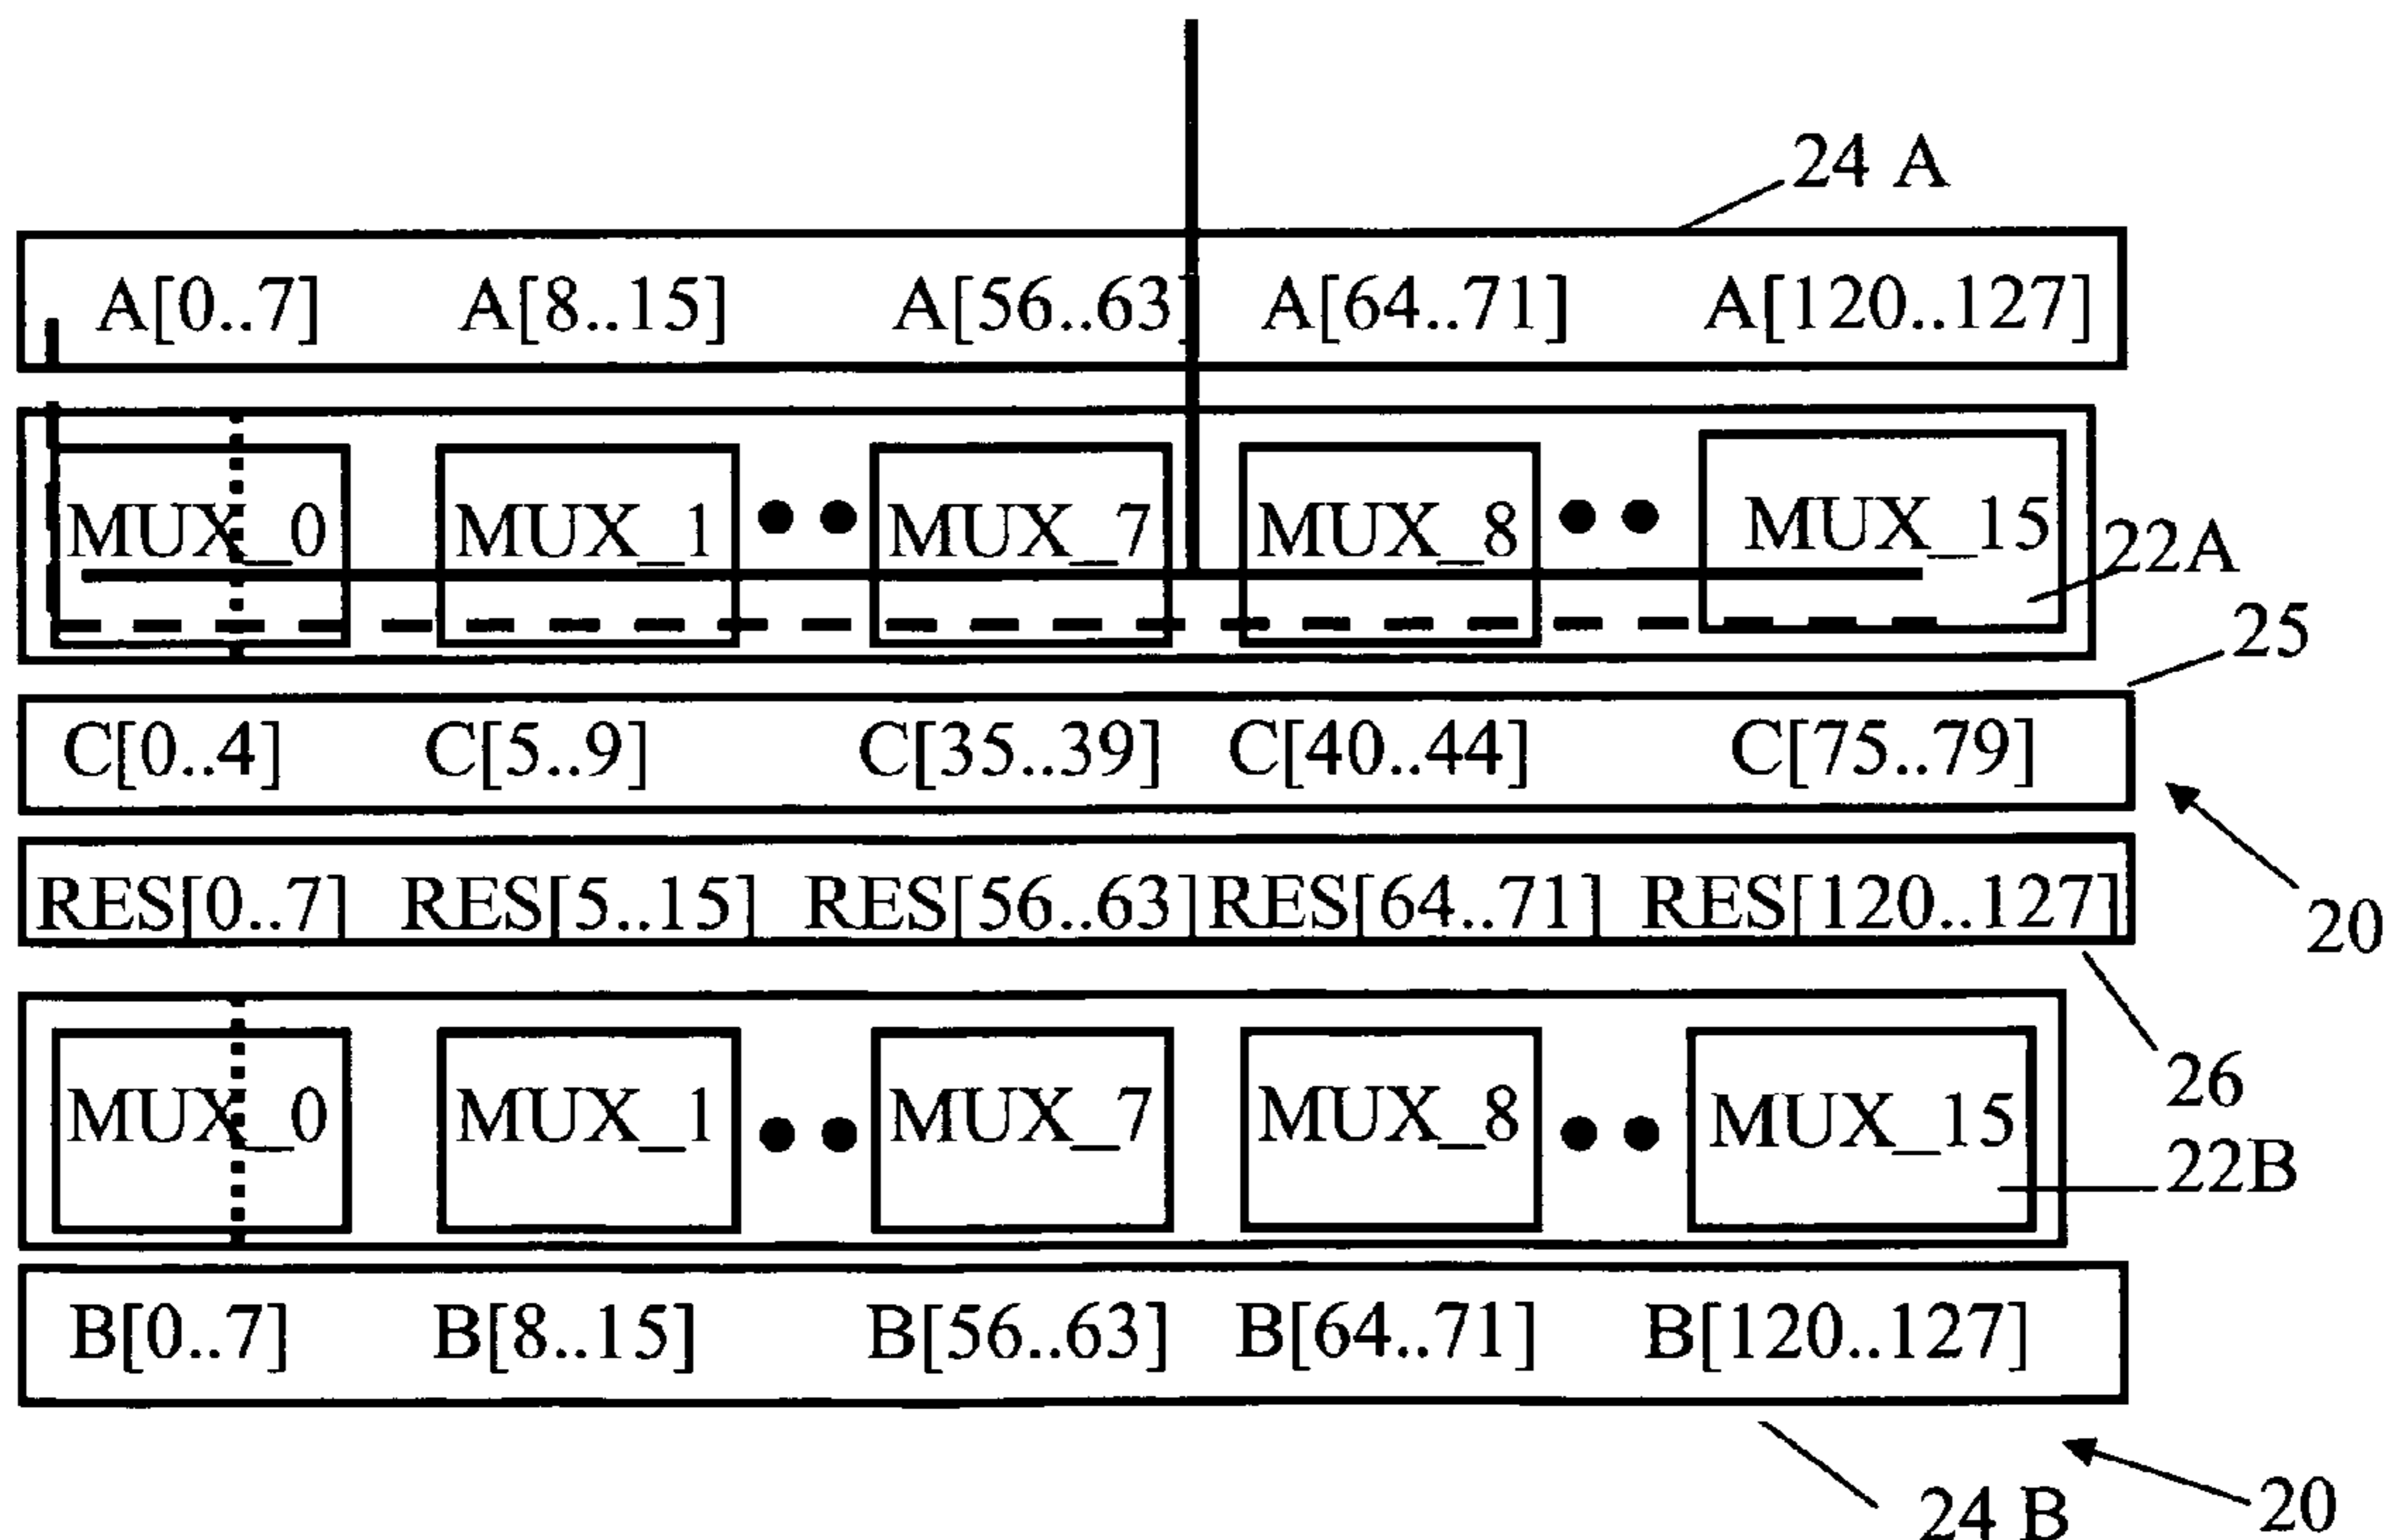 24 A
A[0..7] A[8..15] A[56..63] A[64..71] A[120..127]
MUX_0 MUX_1 MUX_7 MUX_8 MUX_15
22A
25
C[0..4] C[5..9] C[35..39] C[40..44] C[75..79]
RES[0..7] RES[5..15] RES[56..63] RES[64..71] RES[120..127]
20
26
MUX_0 MUX_1 MUX_7 MUX_8 MUX_15
22B
B[0..7] B[8..15] B[56..63] B[64..71] B[120..127]
24 B
20